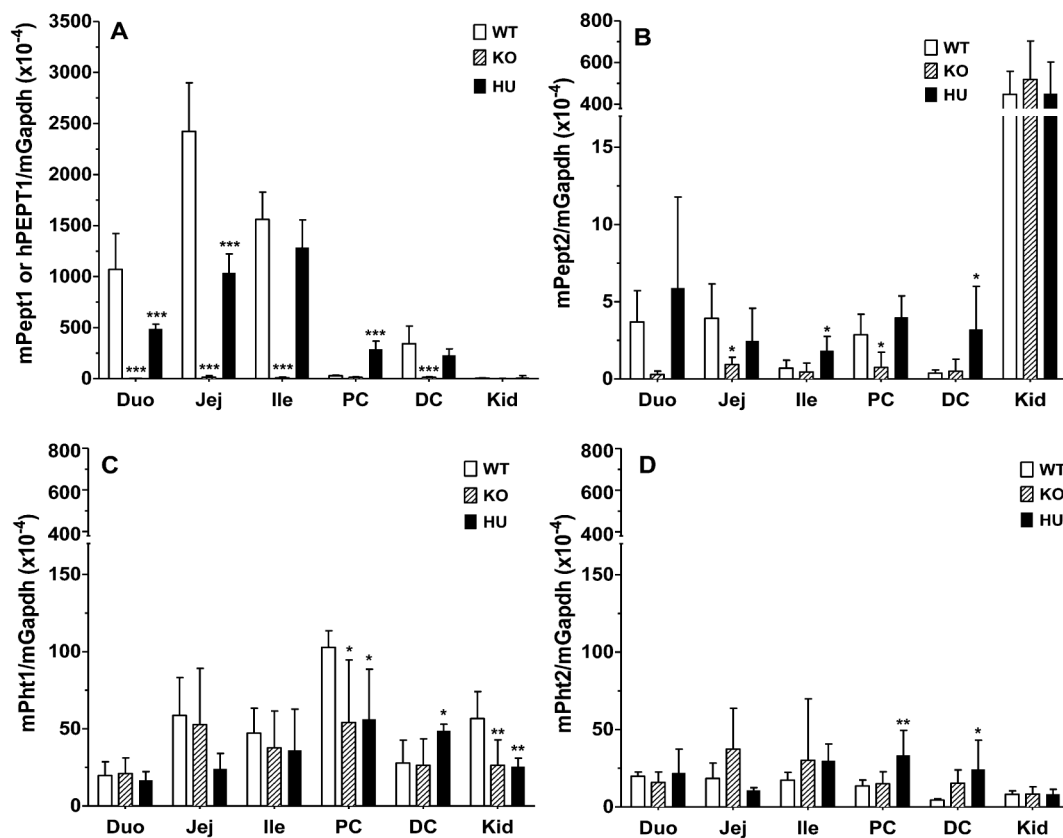 A
WT
KO
HU
mPept1 or hPEPT1/mGapdh (x10⁻⁴)
3500
3000
2500
2000
1500
1000
500
0
*** *** *** *** *** *** ***
Duo Jej Ile PC DC Kid
B
WT
KO
HU
mPept2/mGapdh (x10⁻⁴)
800
600
400
15
10
5
0
* * * *
Duo Jej Ile PC DC Kid
C
WT
KO
HU
mPht1/mGapdh (x10⁻⁴)
800
600
400
150
100
50
0
* * * ** **
Duo Jej Ile PC DC Kid
D
WT
KO
HU
mPht2/mGapdh (x10⁻⁴)
800
600
400
150
100
50
0
** *
Duo Jej Ile PC DC Kid